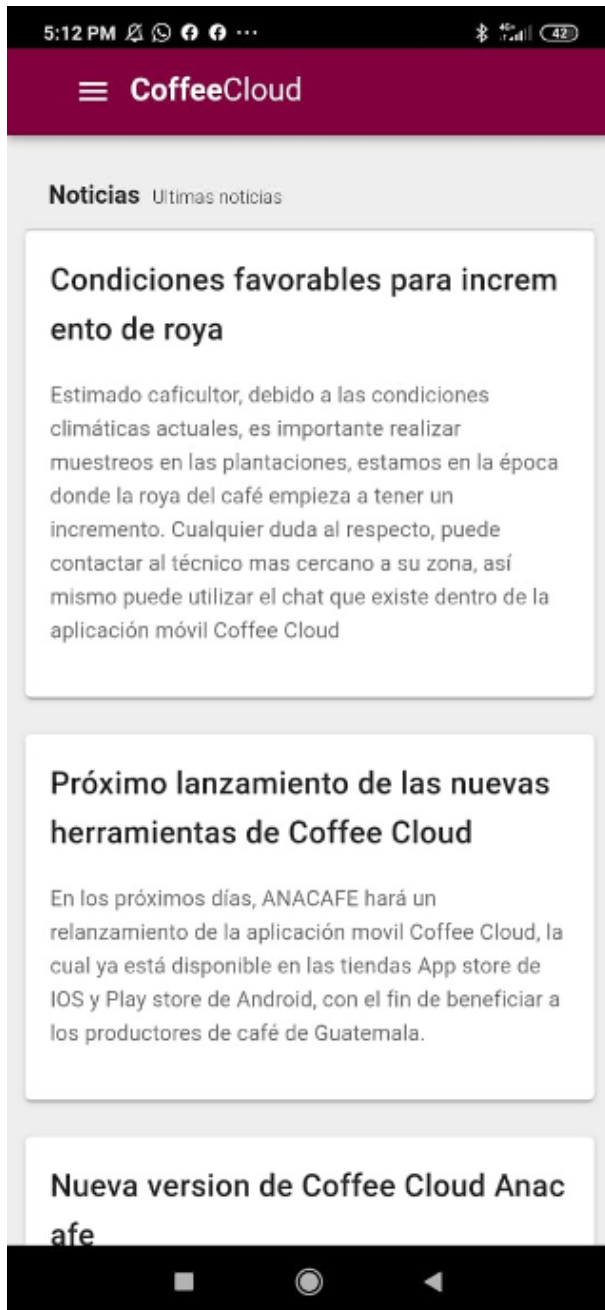 5:12 PM
42
CoffeeCloud
Noticias Ultimas noticias
Condiciones favorables para increm
ento de roya
Estimado caficultor, debido a las condiciones
climáticas actuales, es importante realizar
muestreos en las plantaciones, estamos en la época
donde la roya del café empieza a tener un
incremento. Cualquier duda al respecto, puede
contactar al técnico mas cercano a su zona, así
mismo puede utilizar el chat que existe dentro de la
aplicación móvil Coffee Cloud
Próximo lanzamiento de las nuevas
herramientas de Coffee Cloud
En los próximos días, ANACAFE hará un
relanzamiento de la aplicación movil Coffee Cloud, la
cual ya está disponible en las tiendas App store de
IOS y Play store de Android, con el fin de beneficiar a
los productores de café de Guatemala.
Nueva version de Coffee Cloud Anac
afe